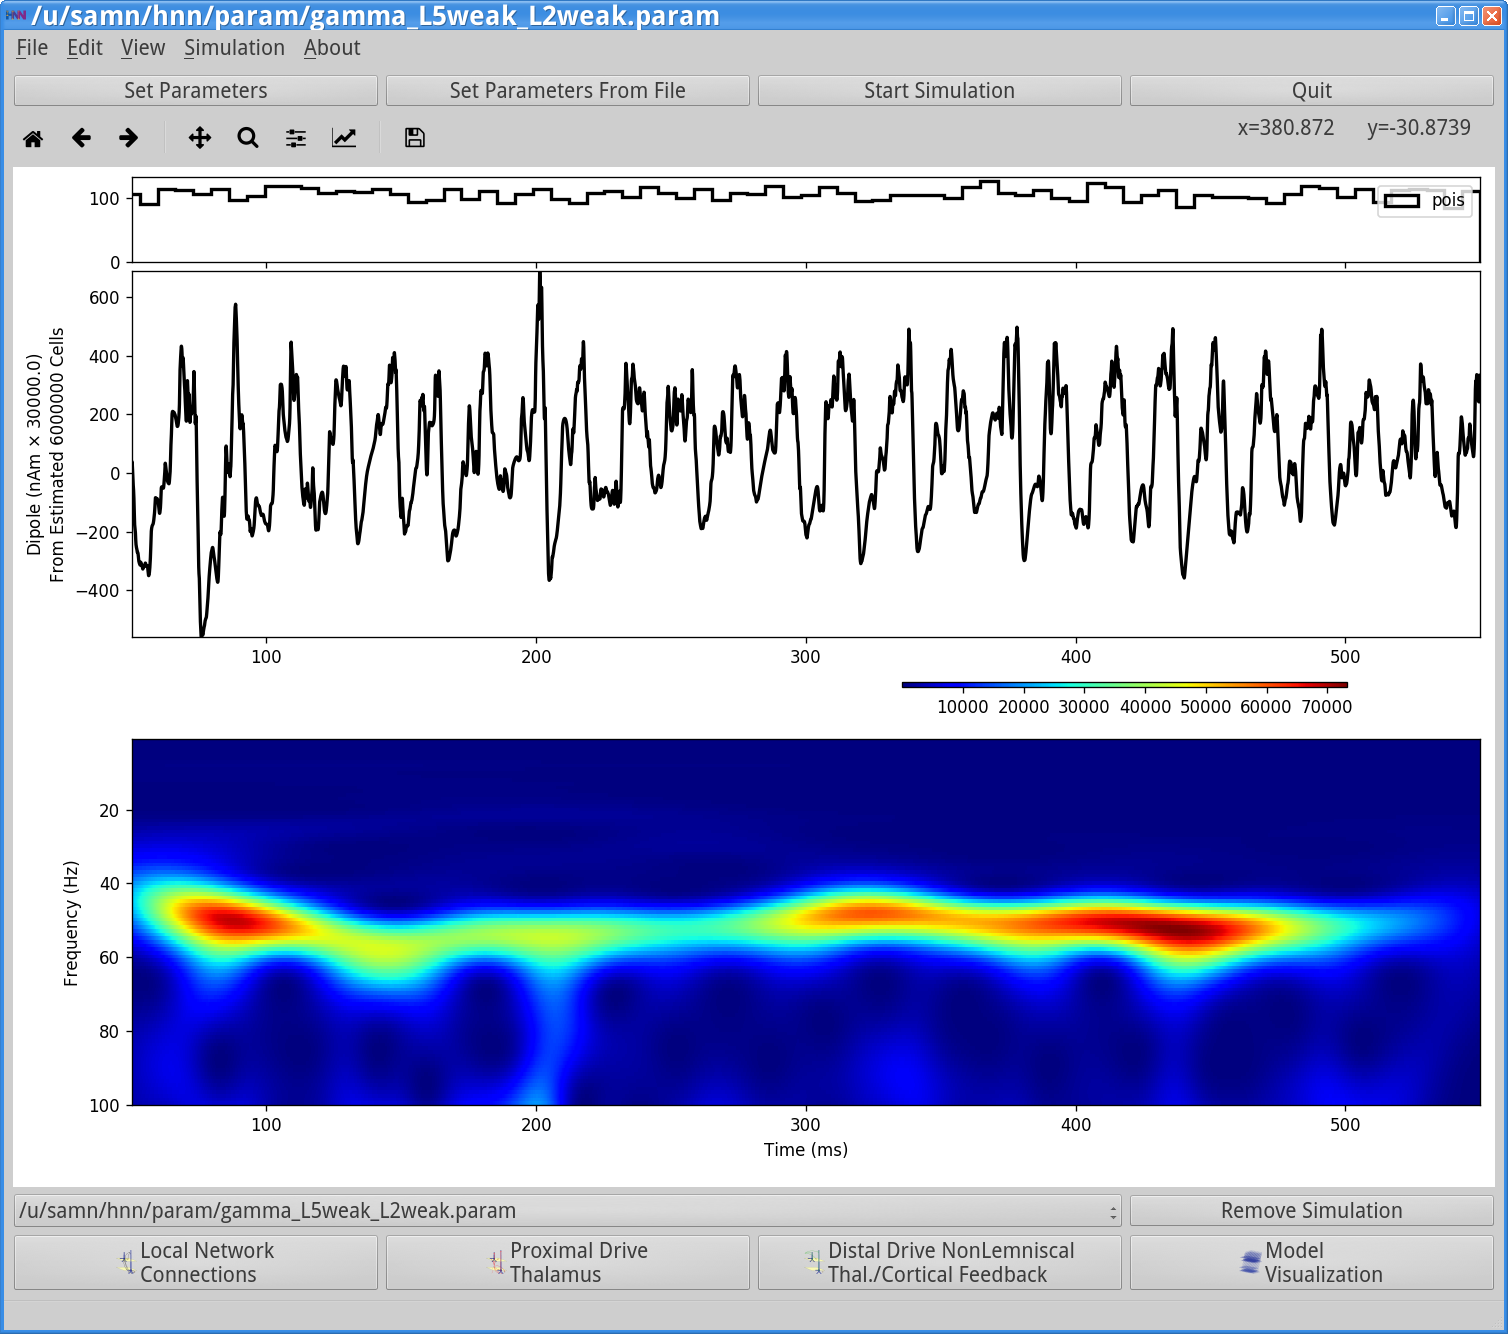 HNN /u/samn/hnn/param/gamma_L5weak_L2weak.param
File Edit View Simulation About
Set Parameters Set Parameters From File Start Simulation Quit
x=380.872 y=-30.8739
100
0
pois
Dipole (nAm × 30000.0)
From Estimated 6000000 Cells
600
400
200
0
−200
−400
100 200 300 400 500
10000 20000 30000 40000 50000 60000 70000
Frequency (Hz)
20
40
60
80
100
100 200 300 400 500
Time (ms)
/u/samn/hnn/param/gamma_L5weak_L2weak.param
Remove Simulation
Local Network
Connections
Proximal Drive
Thalamus
Distal Drive NonLemniscal
Thal./Cortical Feedback
Model
Visualization